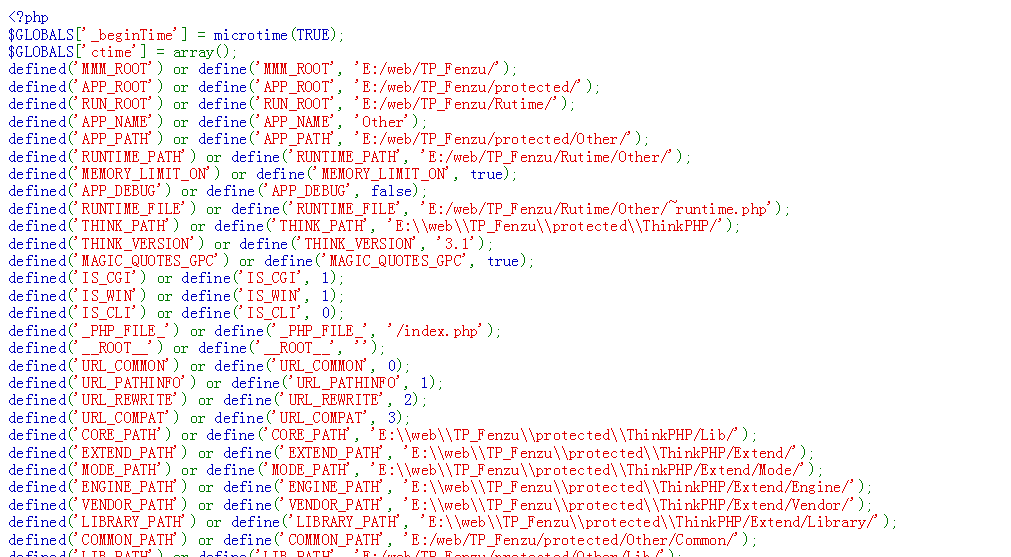 <?php
$GLOBALS['_beginTime'] = microtime(TRUE);
$GLOBALS['ctime'] = array();
defined('MMM_ROOT') or define('MMM_ROOT', 'E:/web/TP_Fenzu/');
defined('APP_ROOT') or define('APP_ROOT', 'E:/web/TP_Fenzu/protected/');
defined('RUN_ROOT') or define('RUN_ROOT', 'E:/web/TP_Fenzu/Rutime/');
defined('APP_NAME') or define('APP_NAME', 'Other');
defined('APP_PATH') or define('APP_PATH', 'E:/web/TP_Fenzu/protected/Other/');
defined('RUNTIME_PATH') or define('RUNTIME_PATH', 'E:/web/TP_Fenzu/Rutime/Other/');
defined('MEMORY_LIMIT_ON') or define('MEMORY_LIMIT_ON', true);
defined('APP_DEBUG') or define('APP_DEBUG', false);
defined('RUNTIME_FILE') or define('RUNTIME_FILE', 'E:/web/TP_Fenzu/Rutime/Other/~runtime.php');
defined('THINK_PATH') or define('THINK_PATH', 'E:\\web\\TP_Fenzu\\protected\\ThinkPHP/');
defined('THINK_VERSION') or define('THINK_VERSION', '3.1');
defined('MAGIC_QUOTES_GPC') or define('MAGIC_QUOTES_GPC', true);
defined('IS_CGI') or define('IS_CGI', 1);
defined('IS_WIN') or define('IS_WIN', 1);
defined('IS_CLI') or define('IS_CLI', 0);
defined('_PHP_FILE_') or define('_PHP_FILE_', '/index.php');
defined('__ROOT__') or define('__ROOT__', '');
defined('URL_COMMON') or define('URL_COMMON', 0);
defined('URL_PATHINFO') or define('URL_PATHINFO', 1);
defined('URL_REWRITE') or define('URL_REWRITE', 2);
defined('URL_COMPAT') or define('URL_COMPAT', 3);
defined('CORE_PATH') or define('CORE_PATH', 'E:\\web\\TP_Fenzu\\protected\\ThinkPHP/Lib/');
defined('EXTEND_PATH') or define('EXTEND_PATH', 'E:\\web\\TP_Fenzu\\protected\\ThinkPHP/Extend/');
defined('MODE_PATH') or define('MODE_PATH', 'E:\\web\\TP_Fenzu\\protected\\ThinkPHP/Extend/Mode/');
defined('ENGINE_PATH') or define('ENGINE_PATH', 'E:\\web\\TP_Fenzu\\protected\\ThinkPHP/Extend/Engine/');
defined('VENDOR_PATH') or define('VENDOR_PATH', 'E:\\web\\TP_Fenzu\\protected\\ThinkPHP/Extend/Vendor/');
defined('LIBRARY_PATH') or define('LIBRARY_PATH', 'E:\\web\\TP_Fenzu\\protected\\ThinkPHP/Extend/Library/');
defined('COMMON_PATH') or define('COMMON_PATH', 'E:/web/TP_Fenzu/protected/Other/Common/');
defined('LIB_PATH') or define('LIB_PATH', 'E:/web/TP_Fenzu/protected/Other/Lib/');